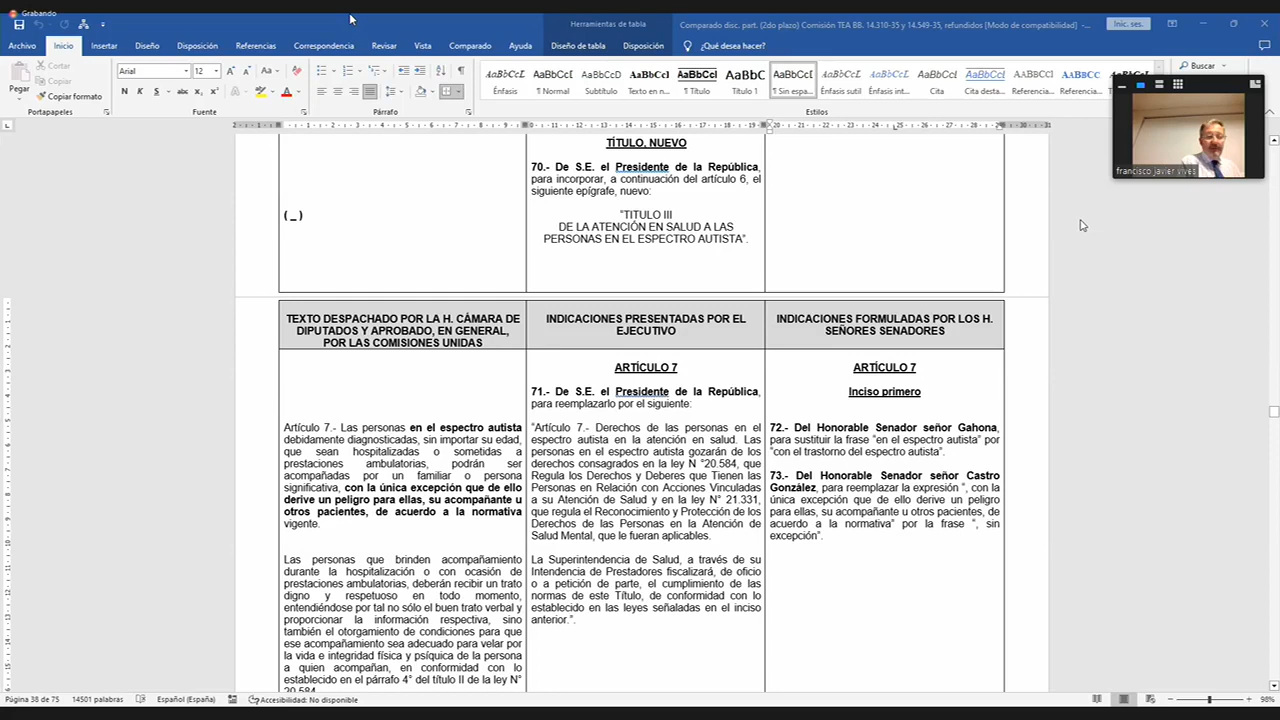 Grabando
Herramientas de tabla
Comparado disc. part. (2do plazo) Comisión TEA BB. 14.310-35 y 14.549-35, refundidos [Modo de compatibilidad] -...
Inic. ses.
Archivo Inicio Insertar Diseño Disposición Referencias Correspondencia Revisar Vista Comparado Ayuda Diseño de tabla Disposición ¿Qué desea hacer?
Pegar
Cortar
Copiar
Copiar formato
Portapapeles
Arial 12
Fuente
Párrafo
AaBbCcL Énfasis
AaBbCcI ¶ Normal
AaBbCcD Subtítulo
AaBbCcI Texto en n...
AaBbCcI ¶ Título
AaBbC ¶ Título 1
AaBbCcI ¶ Sin espa...
AaBbCcL Énfasis sutil
AaBbCcL Énfasis int...
AaBbCcL Cita
AaBbCcL Cita desta...
AABBCCD Referencia...
AABBCC Referencia...
Estilos
Buscar
francisco javier vives
(_)
TÍTULO, NUEVO
70.- De S.E. el Presidente de la República,
para incorporar, a continuación del artículo 6, el
siguiente epígrafe, nuevo:
“TITULO III
DE LA ATENCIÓN EN SALUD A LAS
PERSONAS EN EL ESPECTRO AUTISTA”.
TEXTO DESPACHADO POR LA H. CÁMARA DE
DIPUTADOS Y APROBADO, EN GENERAL,
POR LAS COMISIONES UNIDAS
INDICACIONES PRESENTADAS POR EL
EJECUTIVO
INDICACIONES FORMULADAS POR LOS H.
SEÑORES SENADORES
Artículo 7.- Las personas en el espectro autista
debidamente diagnosticadas, sin importar su edad,
que sean hospitalizadas o sometidas a
prestaciones ambulatorias, podrán ser
acompañadas por un familiar o persona
significativa, con la única excepción que de ello
derive un peligro para ellas, su acompañante u
otros pacientes, de acuerdo a la normativa
vigente.
Las personas que brinden acompañamiento
durante la hospitalización o con ocasión de
prestaciones ambulatorias, deberán recibir un trato
digno y respetuoso en todo momento,
entendiéndose por tal no sólo el buen trato verbal y
proporcionar la información respectiva, sino
también el otorgamiento de condiciones para que
ese acompañamiento sea adecuado para velar por
la vida e integridad física y psíquica de la persona
a quien acompañan, en conformidad con lo
establecido en el párrafo 4° del título II de la ley N°
20.584
ARTÍCULO 7
71.- De S.E. el Presidente de la República,
para reemplazarlo por el siguiente:
“Artículo 7.- Derechos de las personas en el
espectro autista en la atención en salud. Las
personas en el espectro autista gozarán de los
derechos consagrados en la ley N °20.584, que
Regula los Derechos y Deberes que Tienen las
Personas en Relación con Acciones Vinculadas
a su Atención de Salud y en la ley N° 21.331,
que regula el Reconocimiento y Protección de los
Derechos de las Personas en la Atención de
Salud Mental, que le fueran aplicables.
La Superintendencia de Salud, a través de su
Intendencia de Prestadores fiscalizará, de oficio
o a petición de parte, el cumplimiento de las
normas de este Título, de conformidad con lo
establecido en las leyes señaladas en el inciso
anterior.”.
ARTÍCULO 7
Inciso primero
72.- Del Honorable Senador señor Gahona,
para sustituir la frase “en el espectro autista” por
“con el trastorno del espectro autista”.
73.- Del Honorable Senador señor Castro
González, para reemplazar la expresión “, con la
única excepción que de ello derive un peligro
para ellas, su acompañante u otros pacientes, de
acuerdo a la normativa” por la frase “, sin
excepción”.
Página 38 de 75 14501 palabras Español (España) Accesibilidad: No disponible 98%